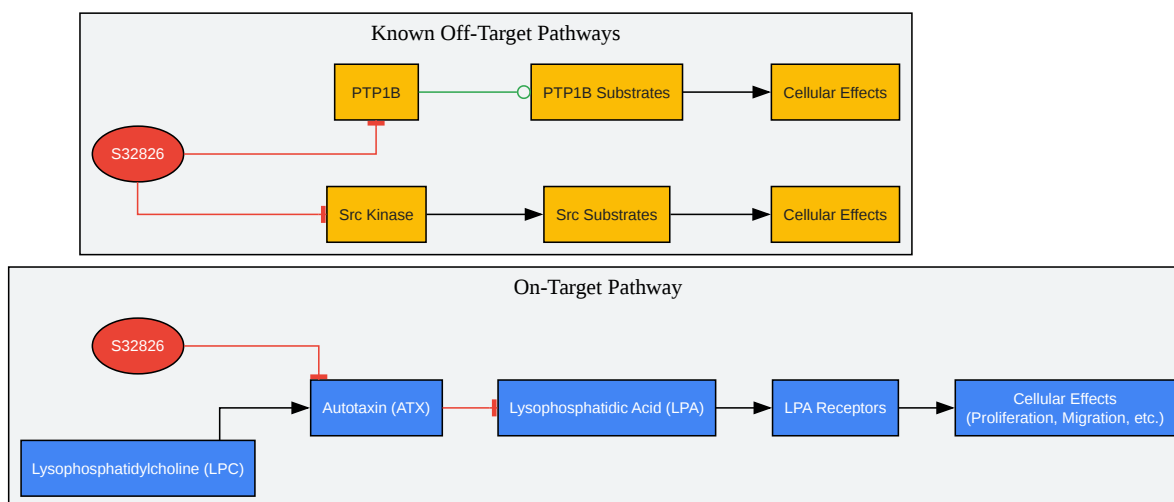 Known Off-Target Pathways
PTP1B
PTP1B Substrates
Cellular Effects
S32826
Src Kinase
Src Substrates
Cellular Effects
On-Target Pathway
S32826
Autotaxin (ATX)
Lysophosphatidic Acid (LPA)
LPA Receptors
Cellular Effects
(Proliferation, Migration, etc.)
Lysophosphatidylcholine (LPC)